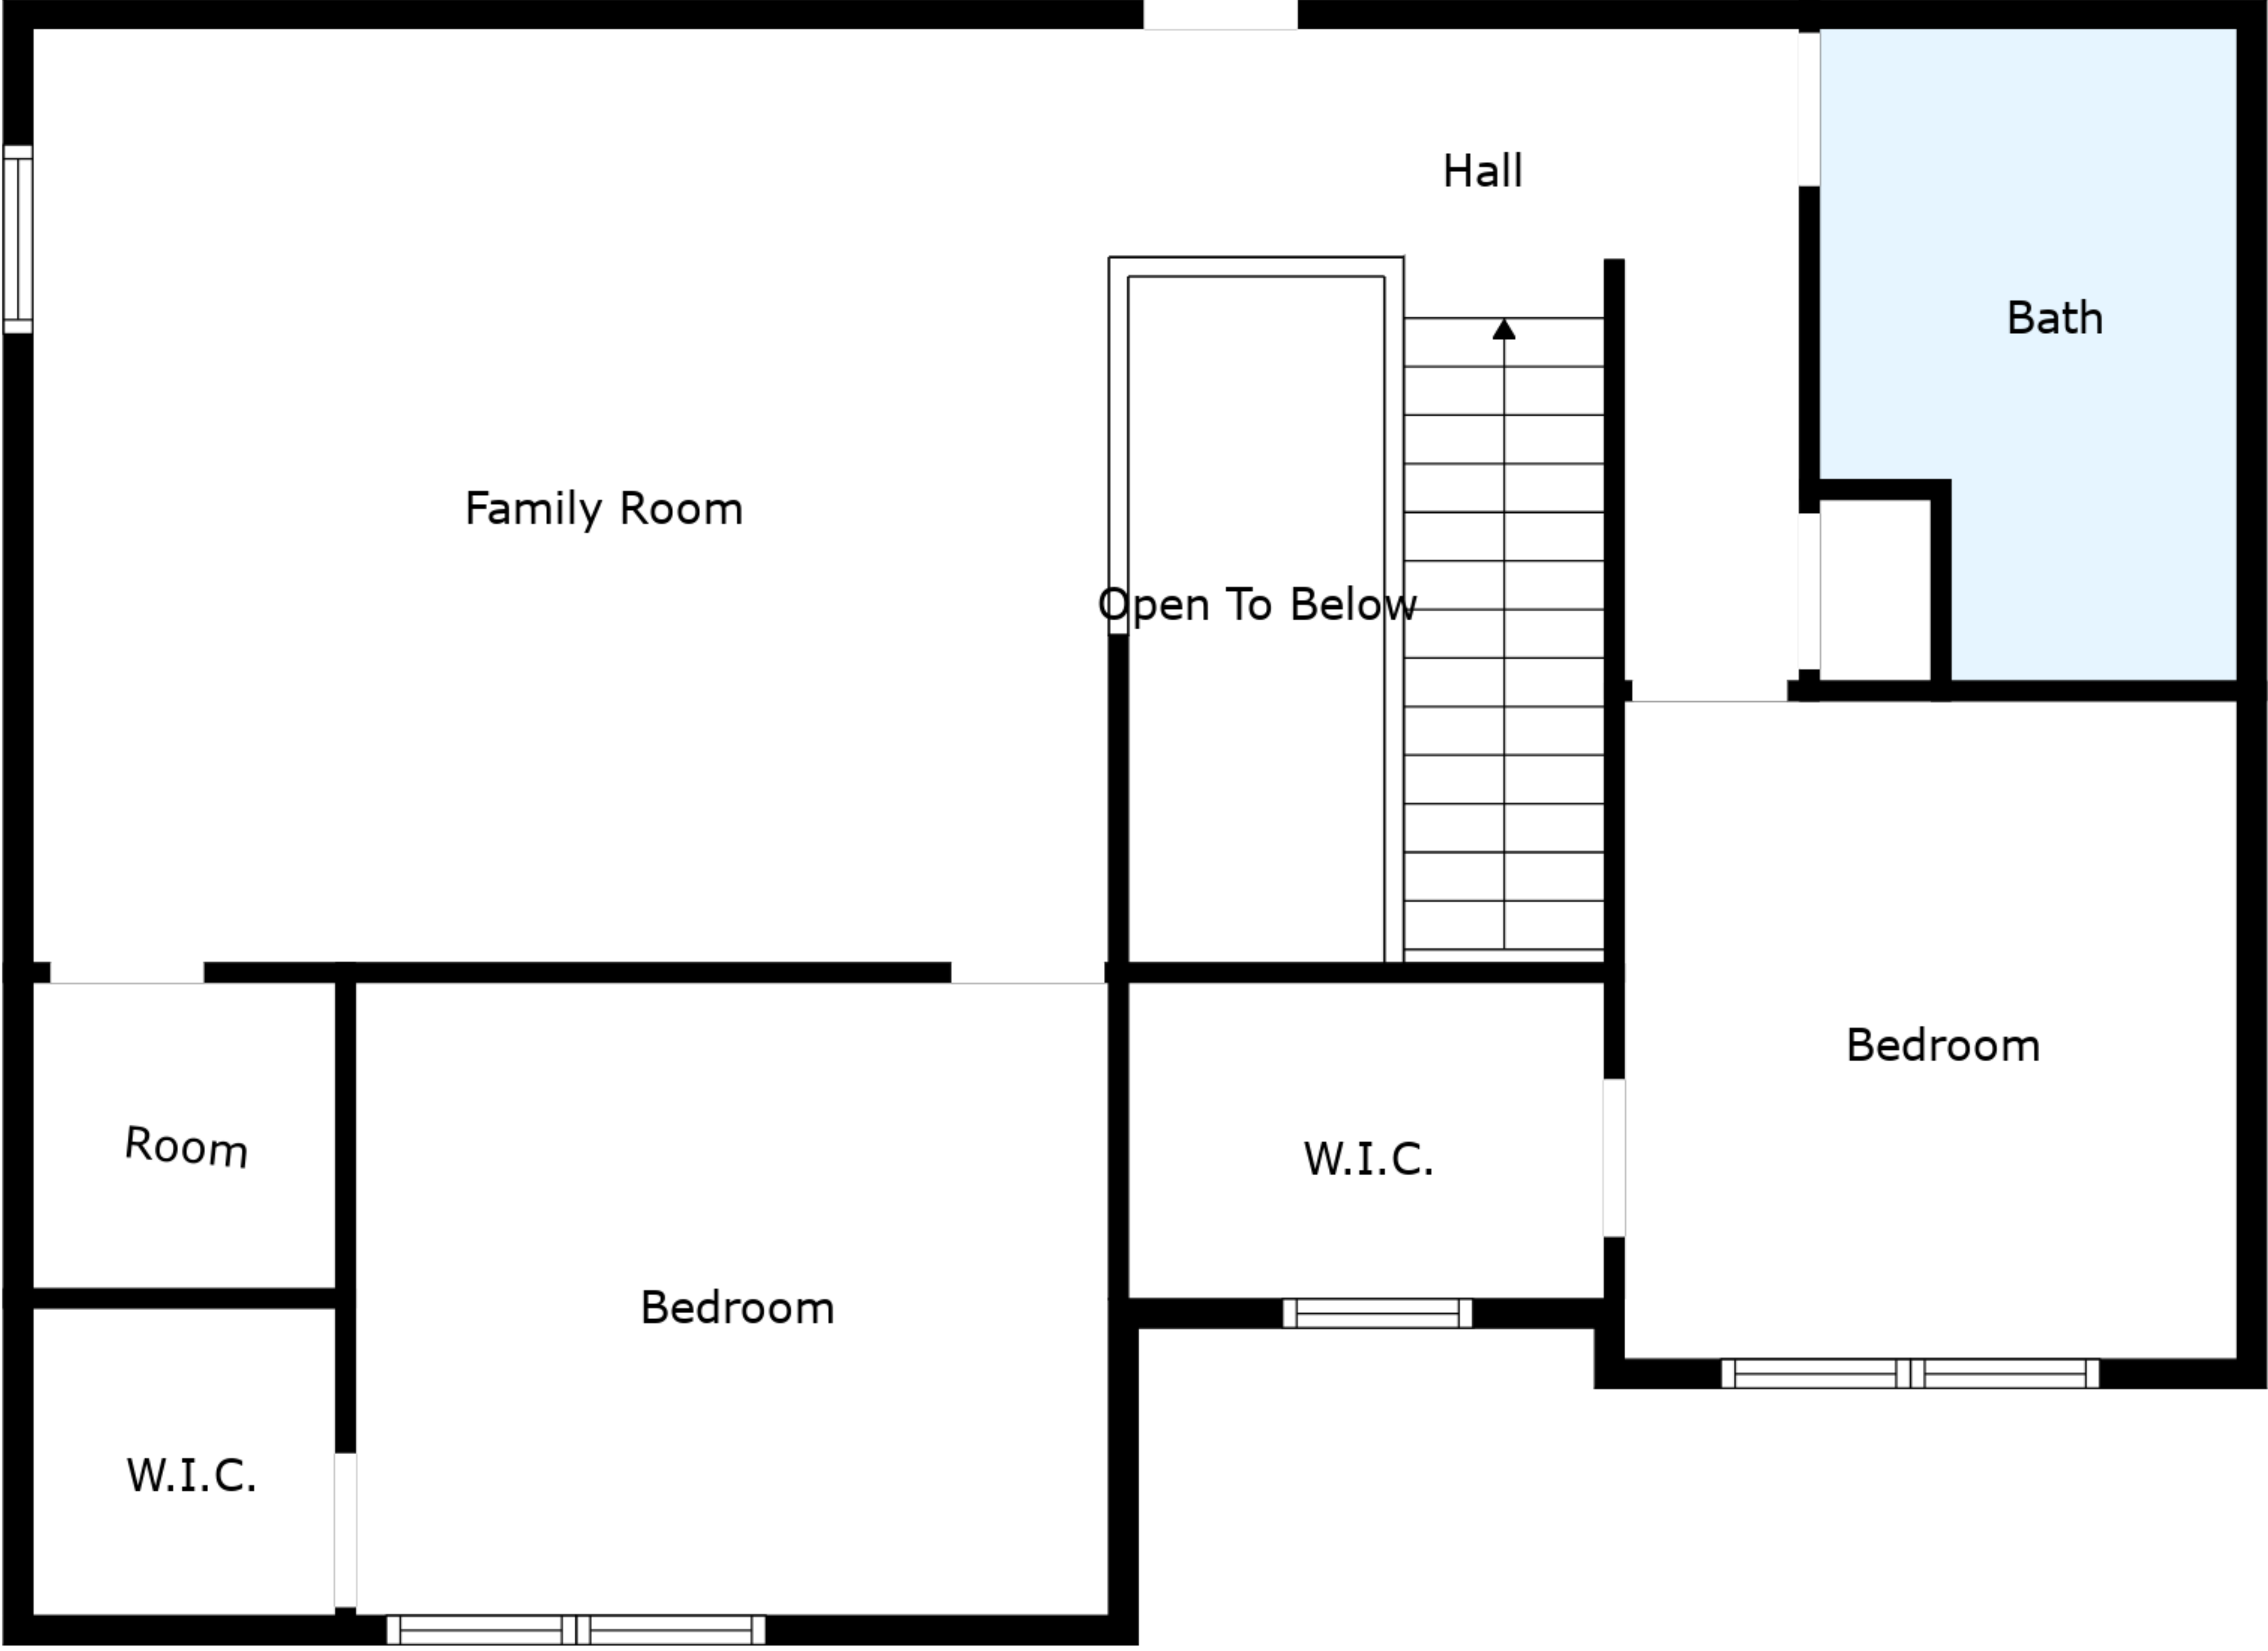 Hall
Bath
Family Room
Open To Below
Bedroom
Room
W.I.C.
Bedroom
W.I.C.